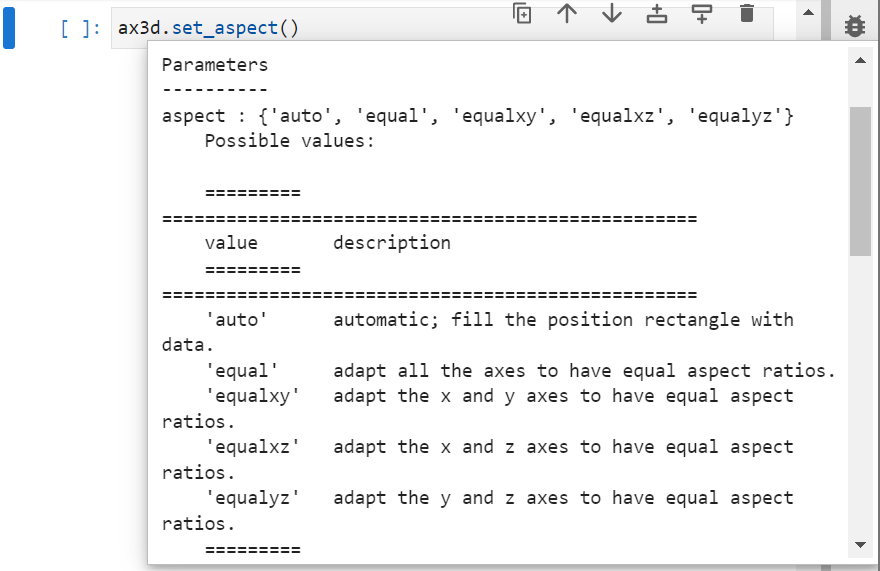 [ ]: ax3d.set_aspect()
Parameters
----------
aspect : {'auto', 'equal', 'equalxy', 'equalxz', 'equalyz'}
    Possible values:

    =========
==================================================
    value       description
    =========
==================================================
    'auto'      automatic; fill the position rectangle with
data.
    'equal'     adapt all the axes to have equal aspect ratios.
    'equalxy'   adapt the x and y axes to have equal aspect
ratios.
    'equalxz'   adapt the x and z axes to have equal aspect
ratios.
    'equalyz'   adapt the y and z axes to have equal aspect
ratios.
    =========